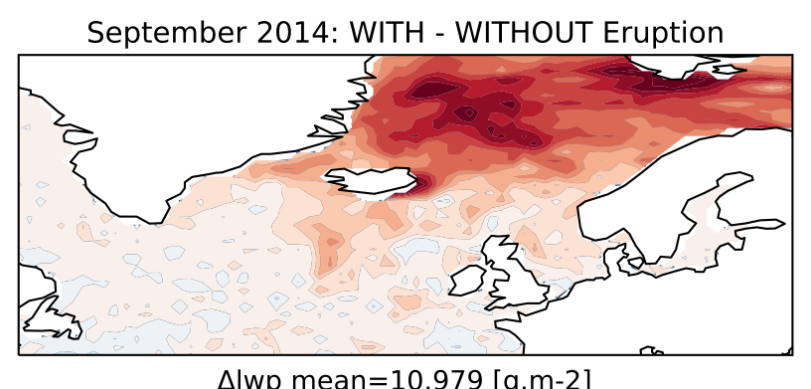 September 2014: WITH - WITHOUT Eruption
Δlwp mean=10.979 [g.m-2]